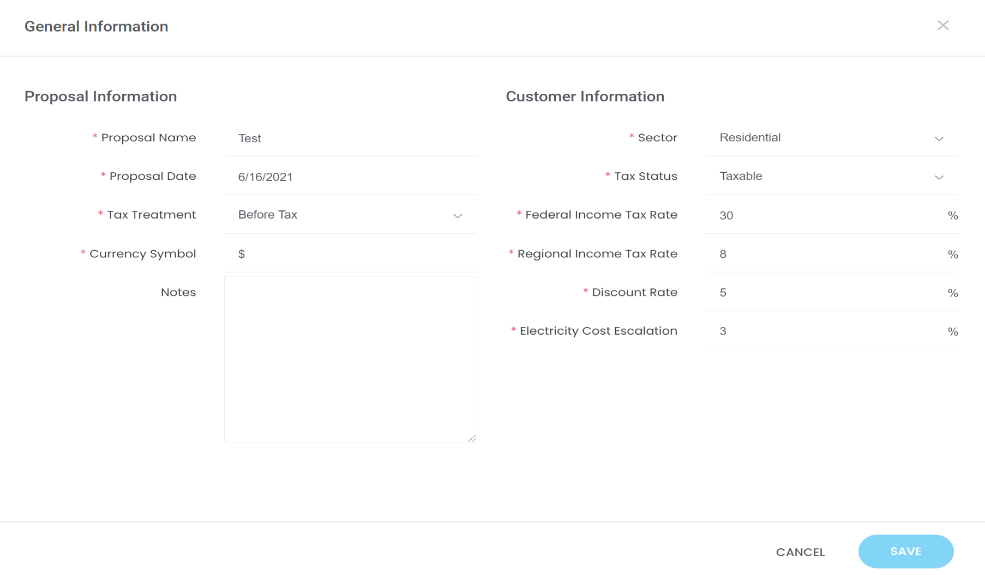 General Information
Proposal Information
* Proposal Name Test
* Proposal Date 6/16/2021
* Tax Treatment Before Tax
* Currency Symbol $
Notes
Customer Information
* Sector Residential
* Tax Status Taxable
* Federal Income Tax Rate 30 %
* Regional Income Tax Rate 8 %
* Discount Rate 5 %
* Electricity Cost Escalation 3 %
CANCEL SAVE